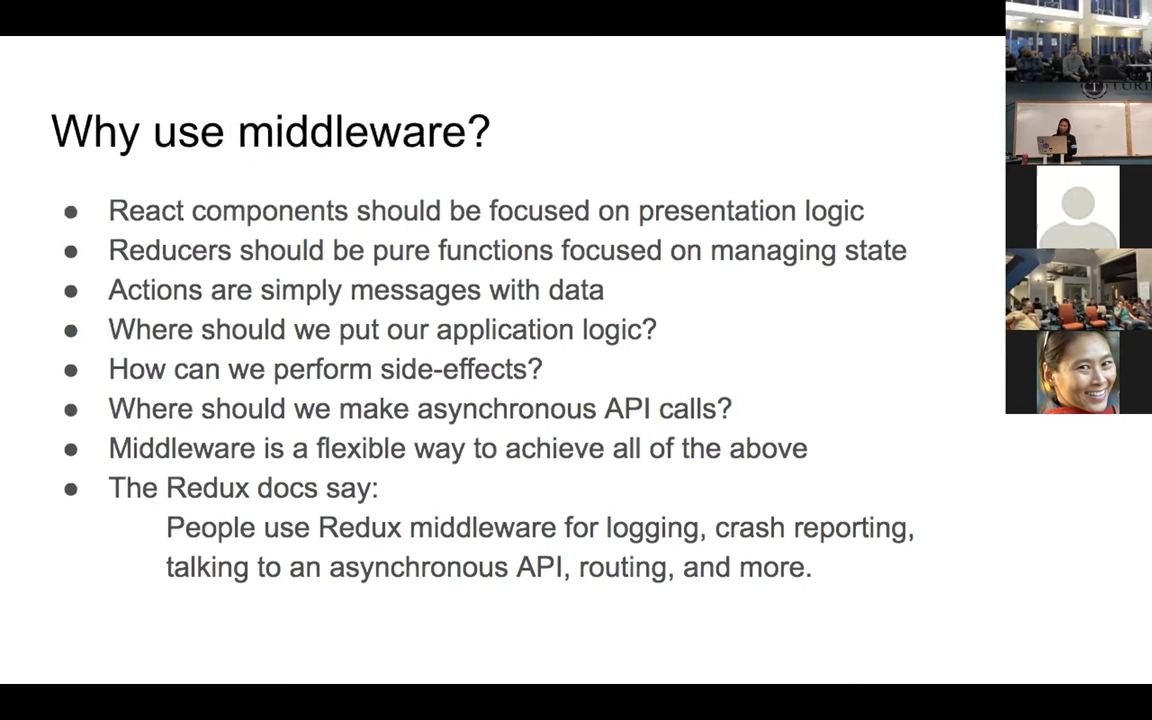 Why use middleware?
● React components should be focused on presentation logic
● Reducers should be pure functions focused on managing state
● Actions are simply messages with data
● Where should we put our application logic?
● How can we perform side-effects?
● Where should we make asynchronous API calls?
● Middleware is a flexible way to achieve all of the above
● The Redux docs say:
People use Redux middleware for logging, crash reporting,
talking to an asynchronous API, routing, and more.